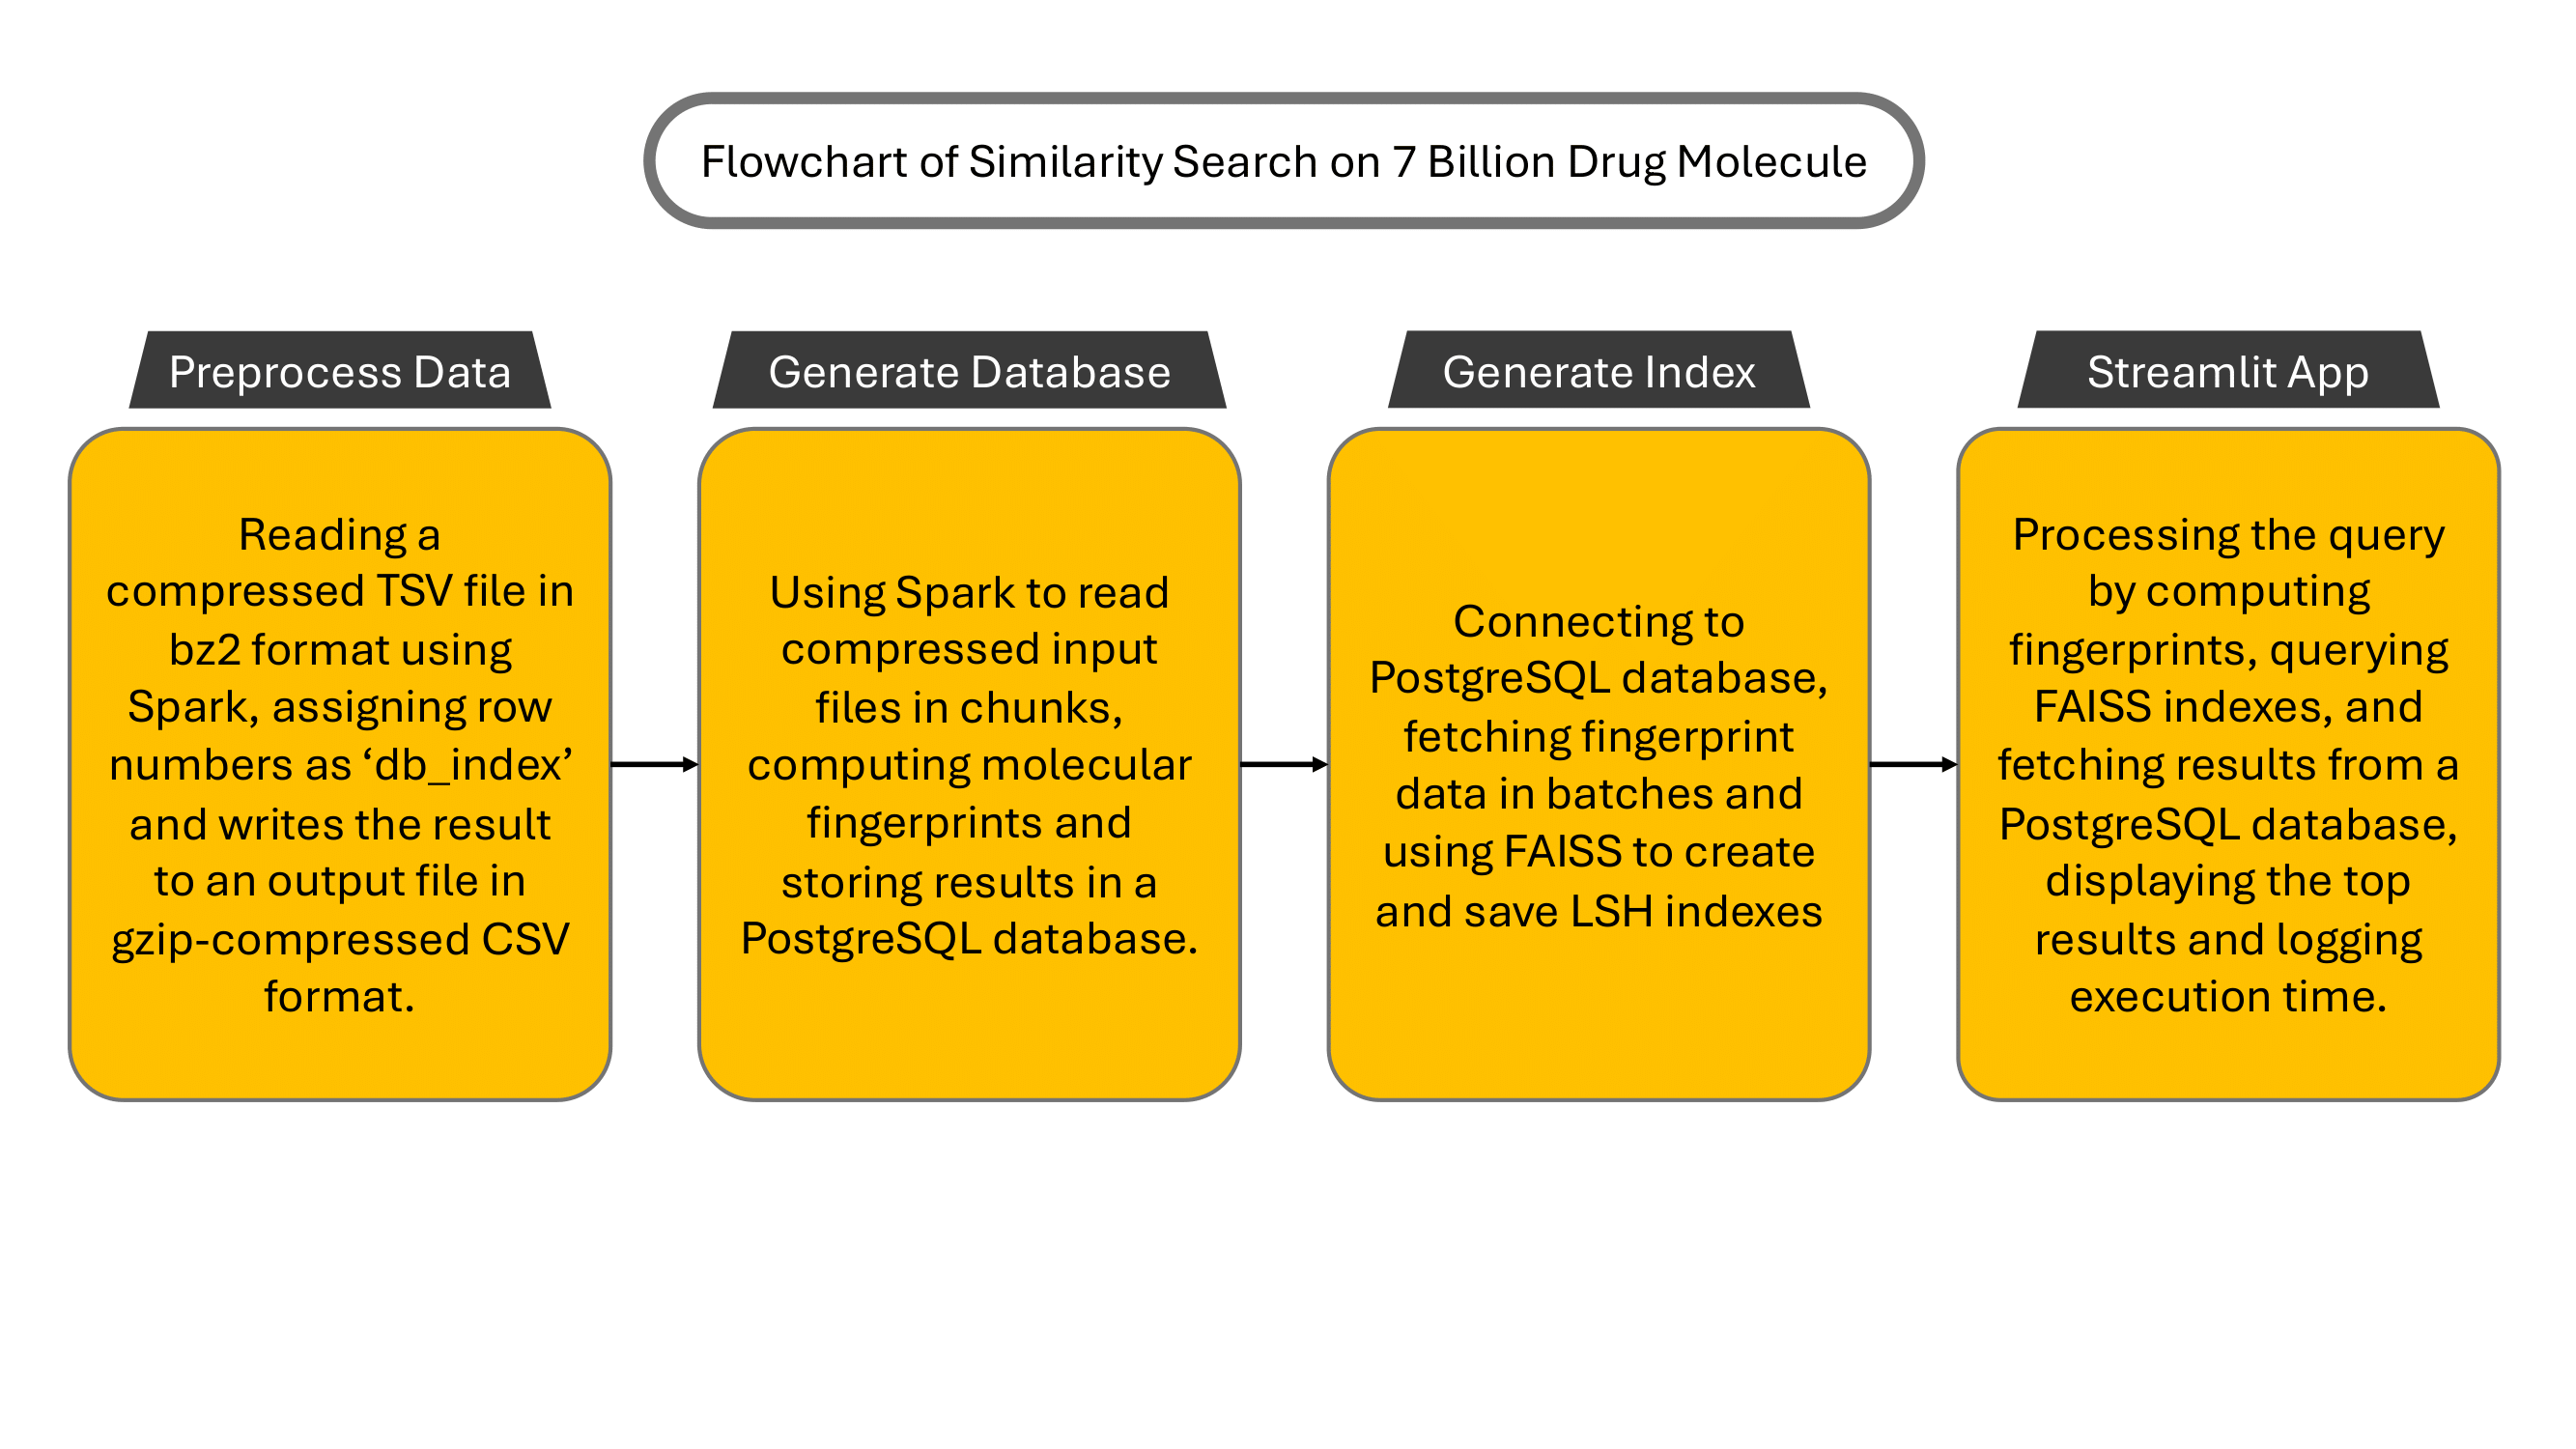 Flowchart of Similarity Search on 7 Billion Drug Molecule
Preprocess Data
Reading a
compressed TSV file in
bz2 format using
Spark, assigning row
numbers as ‘db_index’
and writes the result
to an output file in
gzip-compressed CSV
format.
Generate Database
Using Spark to read
compressed input
files in chunks,
computing molecular
fingerprints and
storing results in a
PostgreSQL database.
Generate Index
Connecting to
PostgreSQL database,
fetching fingerprint
data in batches and
using FAISS to create
and save LSH indexes
Streamlit App
Processing the query
by computing
fingerprints, querying
FAISS indexes, and
fetching results from a
PostgreSQL database,
displaying the top
results and logging
execution time.